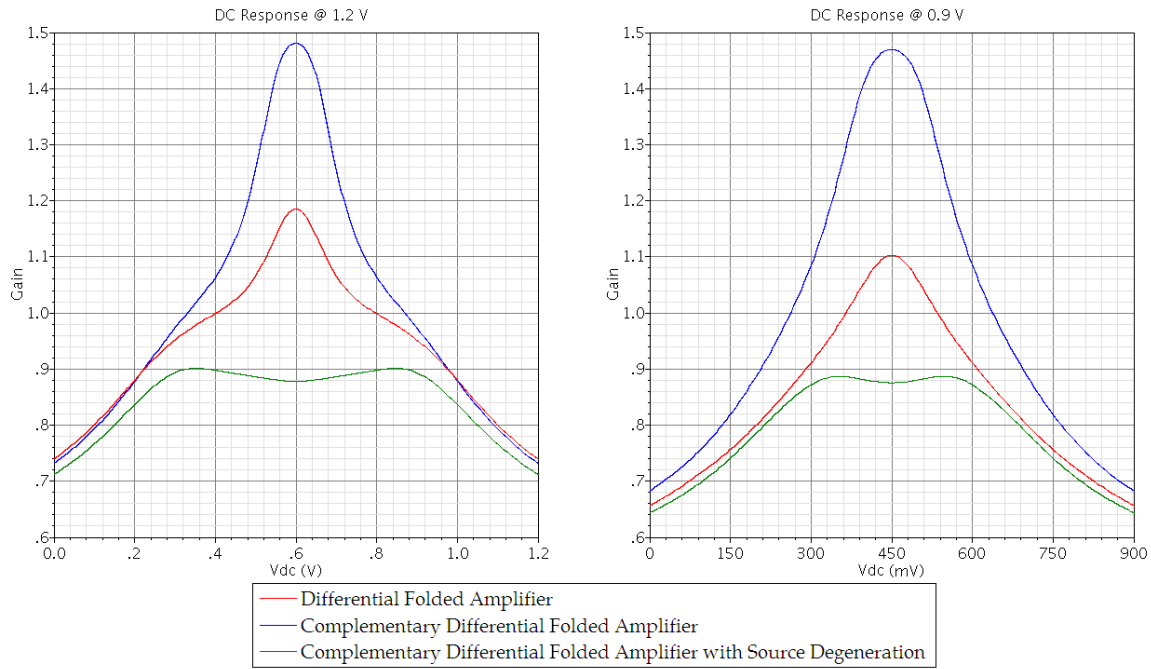 DC Response @ 1.2 V
1.5
1.4
1.3
1.2
1.1
1.0
.9
.8
.7
.6
Gain
0.0 .2 .4 .6 .8 1.0 1.2
Vdc (V)
DC Response @ 0.9 V
1.5
1.4
1.3
1.2
1.1
1.0
.9
.8
.7
.6
Gain
0 150 300 450 600 750 900
Vdc (mV)
Differential Folded Amplifier
Complementary Differential Folded Amplifier
Complementary Differential Folded Amplifier with Source Degeneration